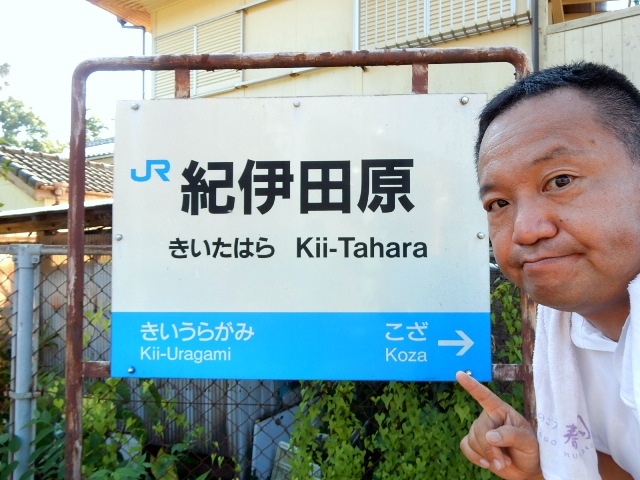 JR 紀伊田原
きいたはら Kii-Tahara
きいうらがみ こざ →
Kii-Uragami Koza
春